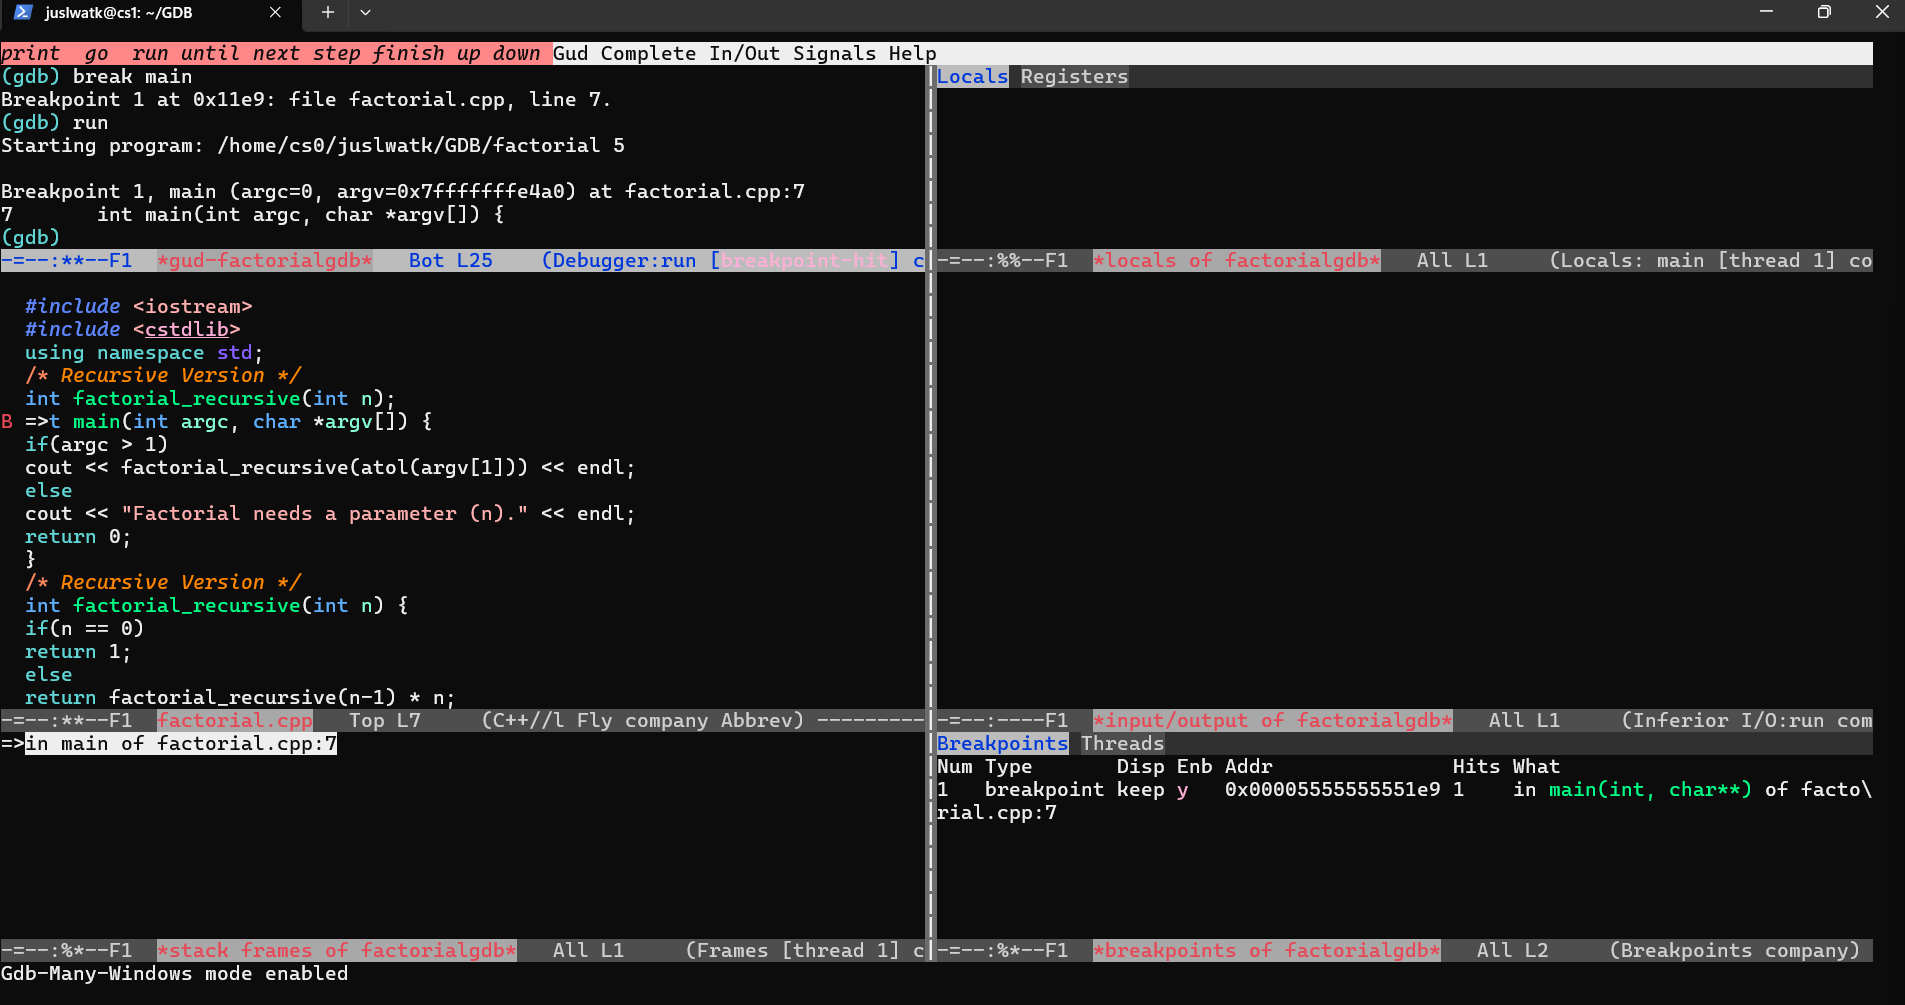 juslwatk@cs1: ~/GDB
print  go  run until next step finish up down Gud Complete In/Out Signals Help
(gdb) break main
Breakpoint 1 at 0x11e9: file factorial.cpp, line 7.
(gdb) run
Starting program: /home/cs0/juslwatk/GDB/factorial 5
Breakpoint 1, main (argc=0, argv=0x7fffffffe4a0) at factorial.cpp:7
7       int main(int argc, char *argv[]) {
(gdb)
-=--:**--F1  *gud-factorialgdb*   Bot L25    (Debugger:run [breakpoint-hit] c
Locals Registers
-=--:%%--F1  *locals of factorialgdb*   All L1     (Locals: main [thread 1] co
#include <iostream>
#include <cstdlib>
using namespace std;
/* Recursive Version */
int factorial_recursive(int n);
B =>t main(int argc, char *argv[]) {
if(argc > 1)
cout << factorial_recursive(atol(argv[1])) << endl;
else
cout << "Factorial needs a parameter (n)." << endl;
return 0;
}
/* Recursive Version */
int factorial_recursive(int n) {
if(n == 0)
return 1;
else
return factorial_recursive(n-1) * n;
-=--:**--F1  factorial.cpp   Top L7     (C++//l Fly company Abbrev) ---------
-=--:----F1  *input/output of factorialgdb*   All L1     (Inferior I/O:run com
=>in main of factorial.cpp:7
-=--:%*--F1  *stack frames of factorialgdb*   All L1     (Frames [thread 1] c
Breakpoints Threads
Num Type       Disp Enb Addr               Hits What
1   breakpoint keep y   0x00005555555551e9 1    in main(int, char**) of facto\
rial.cpp:7
-=--:%*--F1  *breakpoints of factorialgdb*   All L2     (Breakpoints company)
Gdb-Many-Windows mode enabled